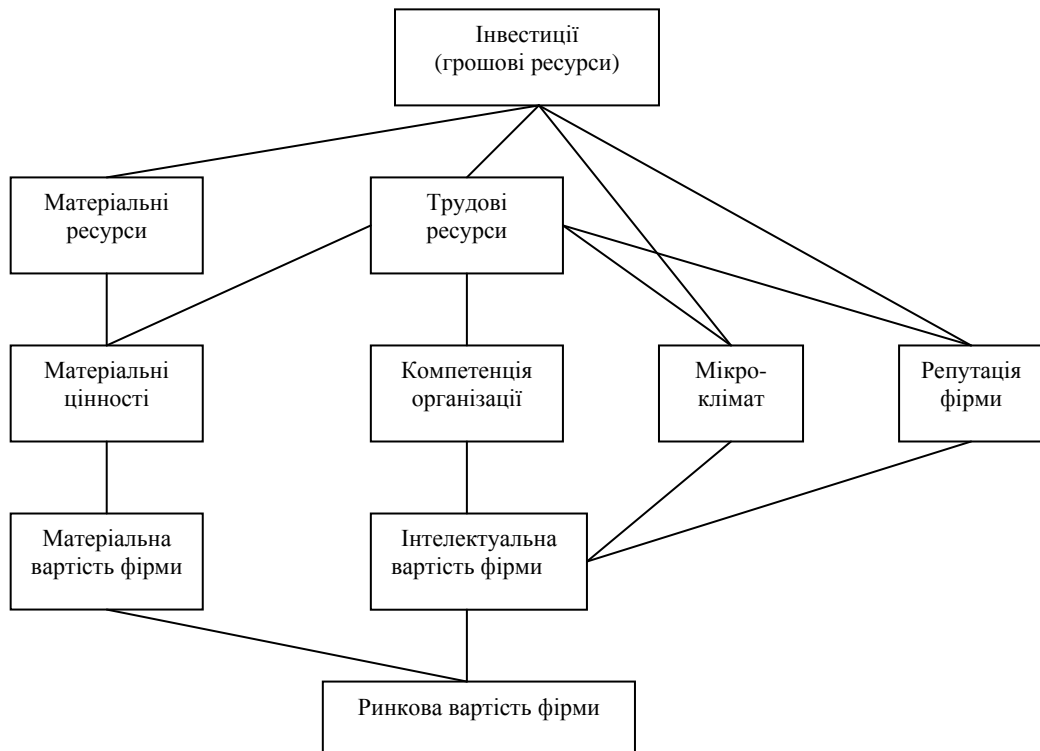 Інвестиції
(грошові ресурси)
Матеріальні
ресурси
Трудові
ресурси
Матеріальні
цінності
Компетенція
організації
Мікро-
клімат
Репутація
фірми
Матеріальна
вартість фірми
Інтелектуальна
вартість фірми
Ринкова вартість фірми